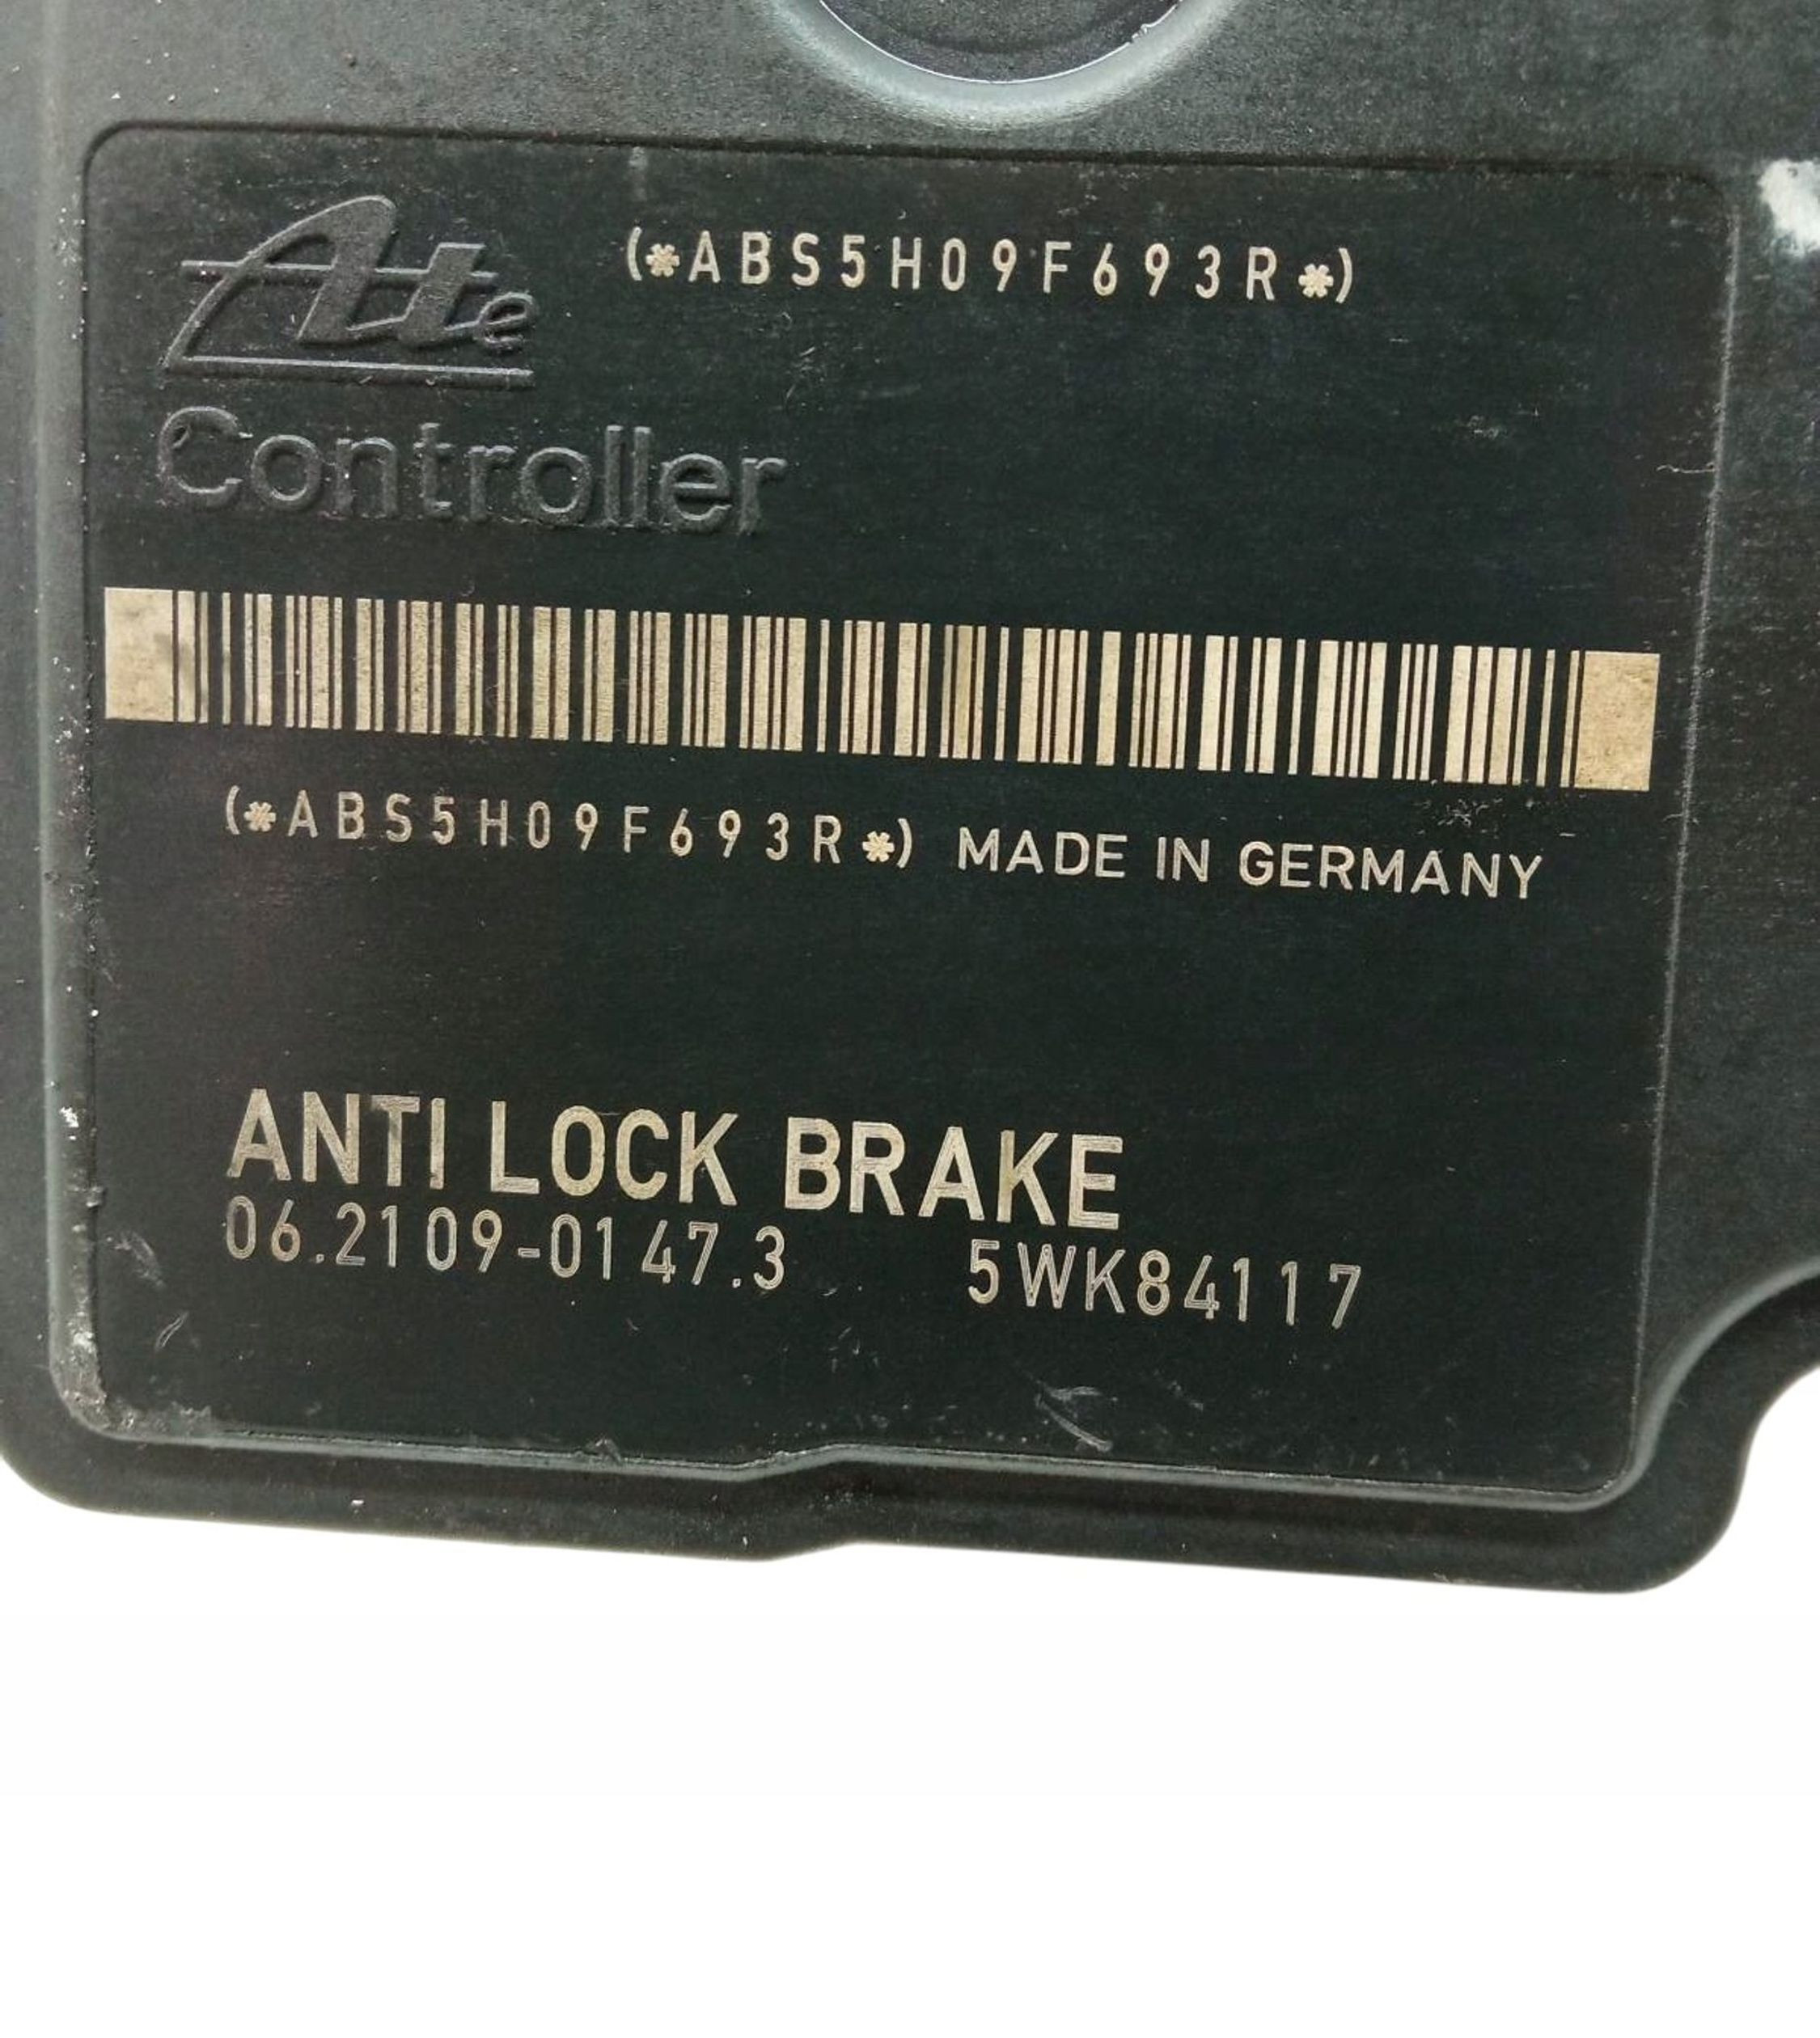 Ate (*ABS5H09F693R*)
Controller
(*ABS5H09F693R*) MADE IN GERMANY
ANTI LOCK BRAKE
06.2109-0147.3 5WK84117